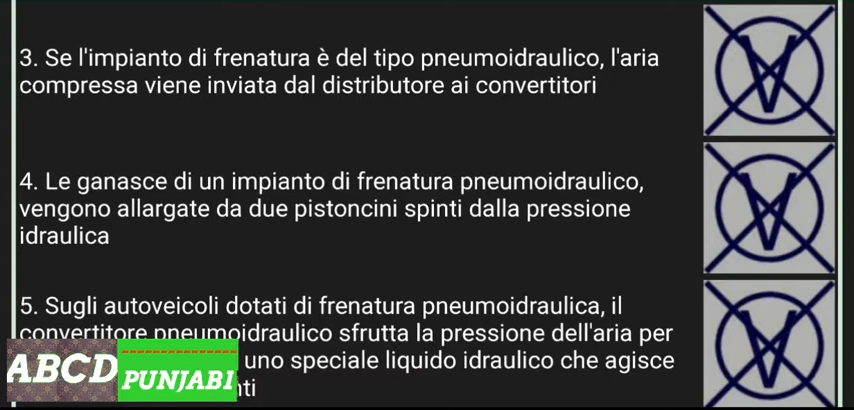 3. Se l'impianto di frenatura è del tipo pneumoidraulico, l'aria
compressa viene inviata dal distributore ai convertitori
V
4. Le ganasce di un impianto di frenatura pneumoidraulico,
vengono allargate da due pistoncini spinti dalla pressione
idraulica
V
5. Sugli autoveicoli dotati di frenatura pneumoidraulica, il
convertitore pneumoidraulico sfrutta la pressione dell'aria per
uno speciale liquido idraulico che agisce
V
ABCD PUNJABI